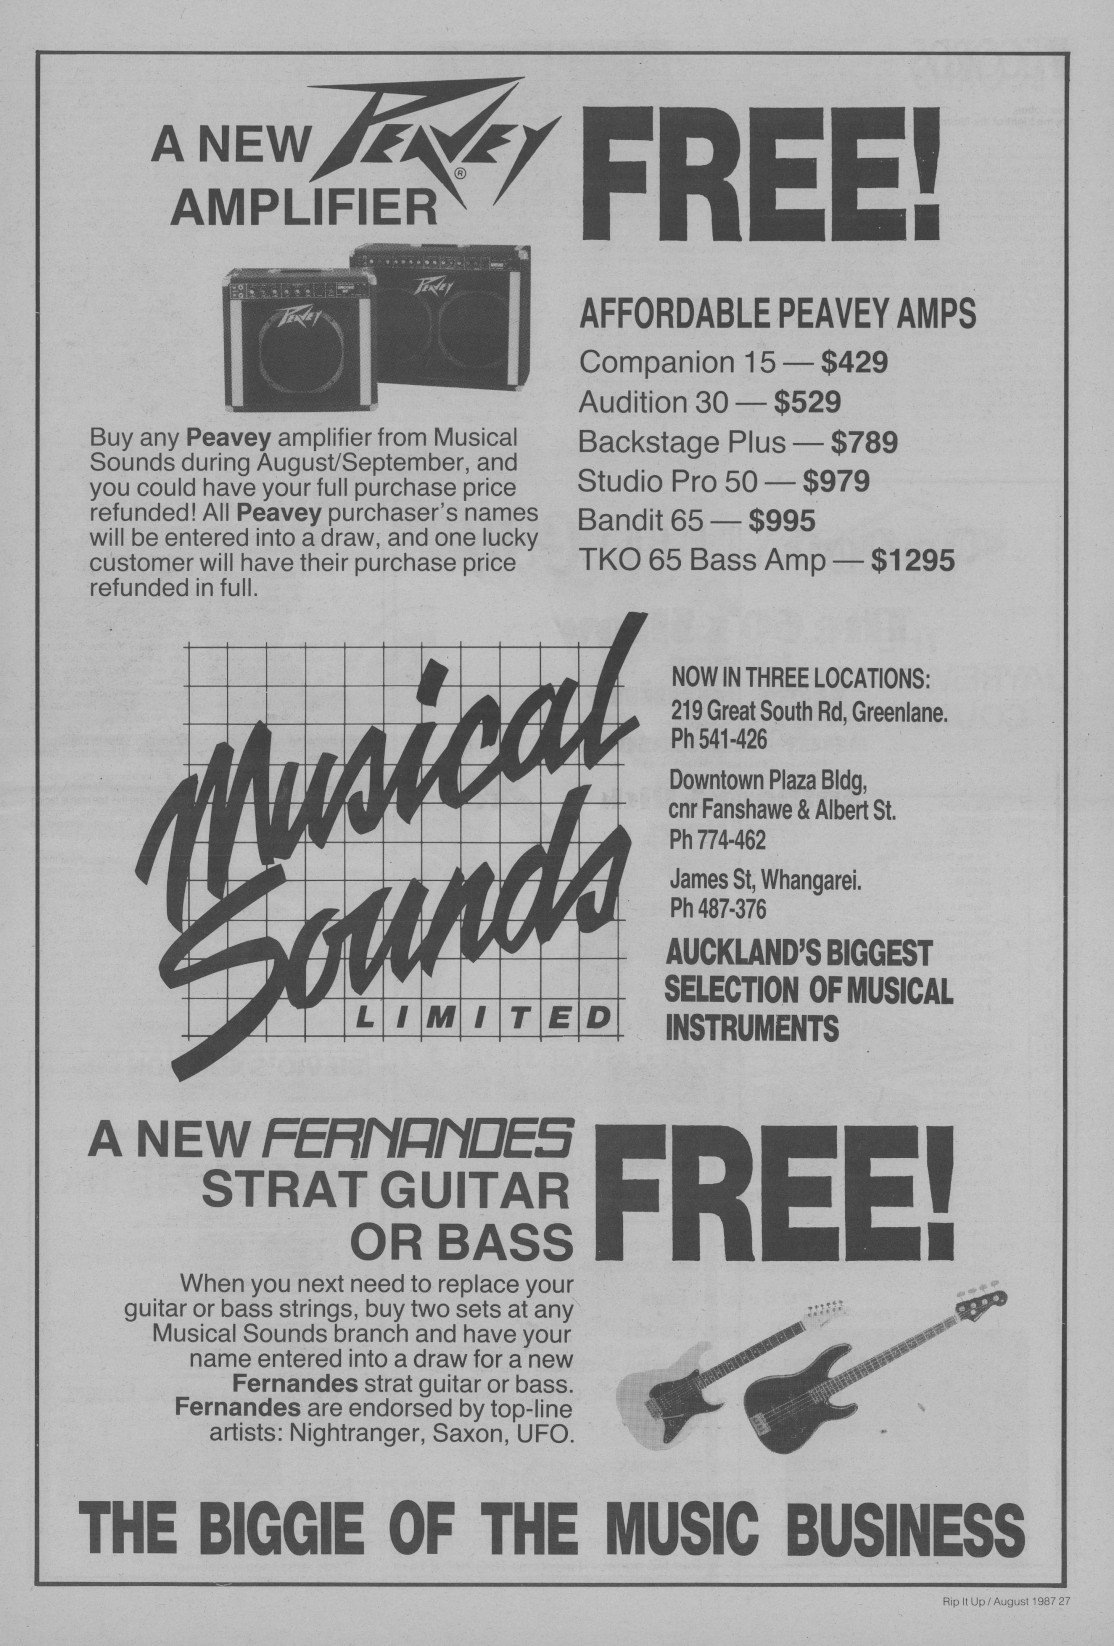 A NEW PEAVEY®
AMPLIFIER
FREE!
PEAVEY
PEAVEY
Buy any Peavey amplifier from Musical
Sounds during August/September, and
you could have your full purchase price
refunded! All Peavey purchaser's names
will be entered into a draw, and one lucky
customer will have their purchase price
refunded in full.
AFFORDABLE PEAVEY AMPS
Companion 15 — $429
Audition 30 — $529
Backstage Plus — $789
Studio Pro 50 — $979
Bandit 65 — $995
TKO 65 Bass Amp — $1295
Musical
Sounds
LIMITED
NOW IN THREE LOCATIONS:
219 Great South Rd, Greenlane.
Ph 541-426
Downtown Plaza Bldg,
cnr Fanshawe & Albert St.
Ph 774-462
James St, Whangarei.
Ph 487-376
AUCKLAND'S BIGGEST
SELECTION OF MUSICAL
INSTRUMENTS
A NEW FERNANDES
STRAT GUITAR
OR BASS
FREE!
When you next need to replace your
guitar or bass strings, buy two sets at any
Musical Sounds branch and have your
name entered into a draw for a new
Fernandes strat guitar or bass.
Fernandes are endorsed by top-line
artists: Nightranger, Saxon, UFO.
THE BIGGIE OF THE MUSIC BUSINESS
Rip It Up / August 1987 27